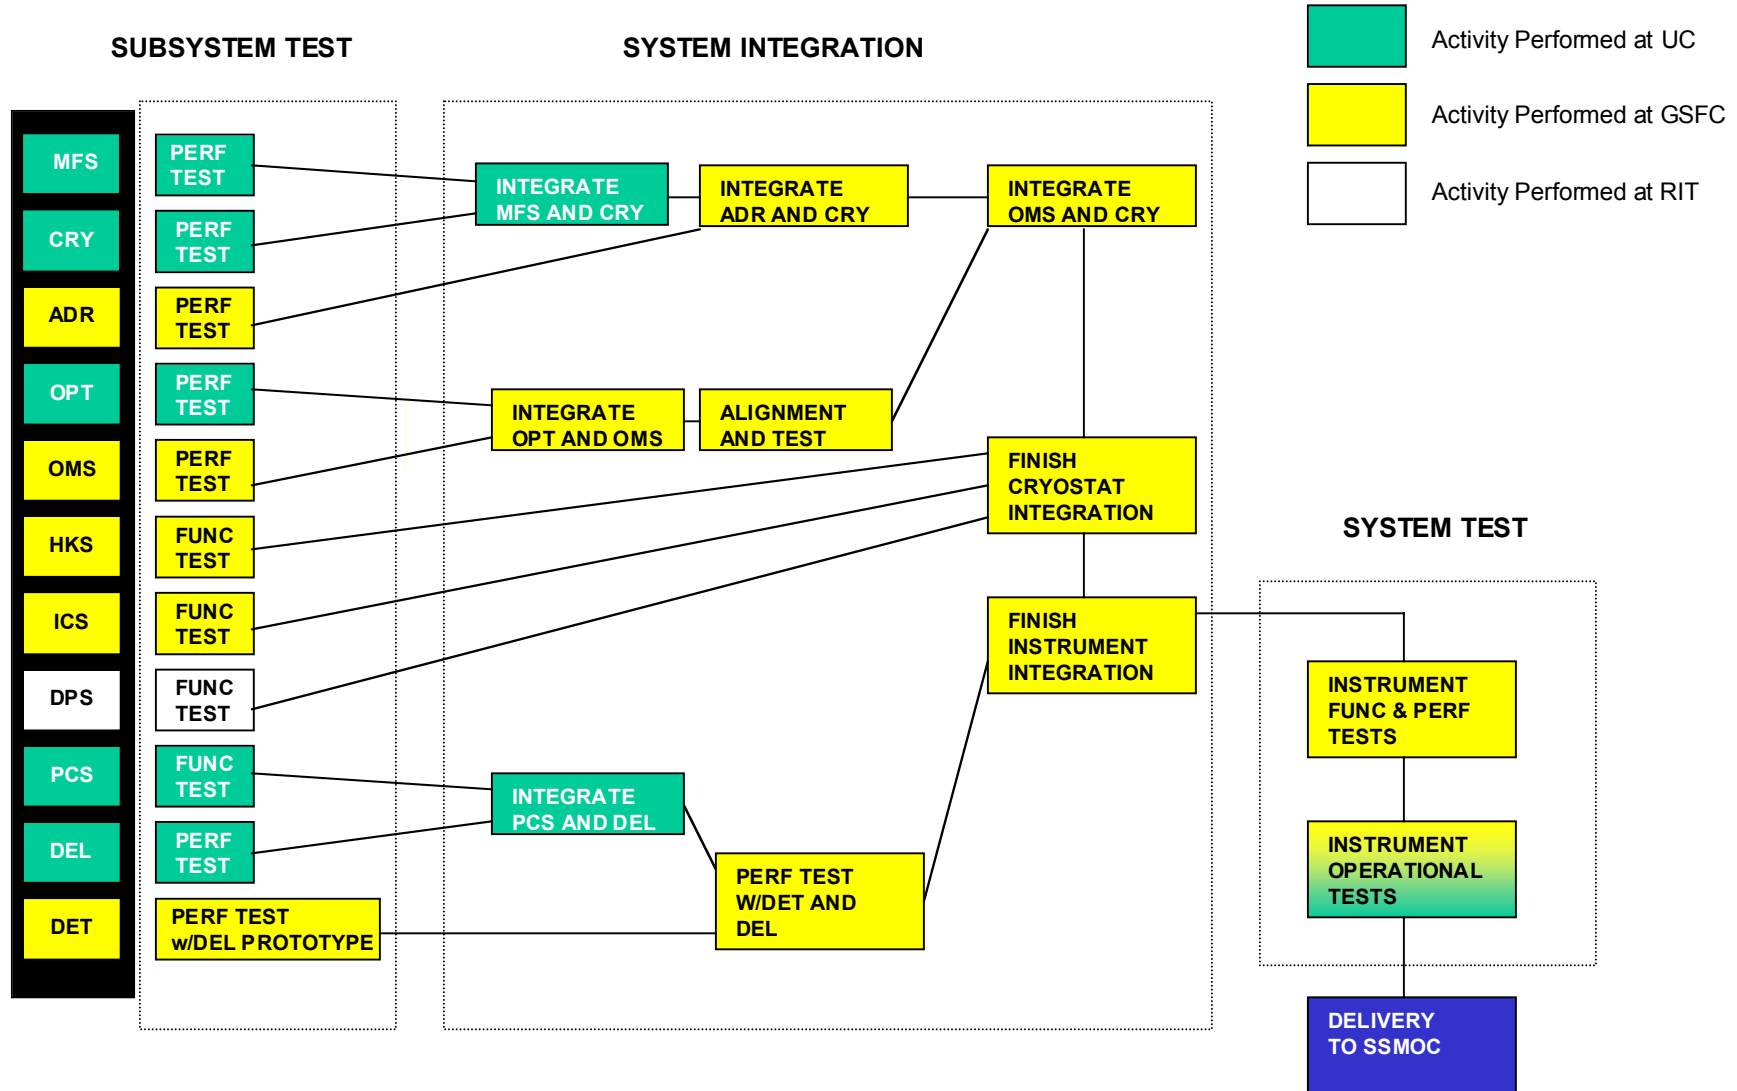 SUBSYSTEM TEST
SYSTEM INTEGRATION
Activity Performed at UC
Activity Performed at GSFC
Activity Performed at RIT
MFS
PERF
TEST
CRY
PERF
TEST
ADR
PERF
TEST
OPT
PERF
TEST
OMS
PERF
TEST
HKS
FUNC
TEST
ICS
FUNC
TEST
DPS
FUNC
TEST
PCS
FUNC
TEST
DEL
PERF
TEST
DET
PERF TEST
w/DEL PROTOTYPE
INTEGRATE
MFS AND CRY
INTEGRATE
ADR AND CRY
INTEGRATE
OMS AND CRY
INTEGRATE
OPT AND OMS
ALIGNMENT
AND TEST
FINISH
CRYOSTAT
INTEGRATION
FINISH
INSTRUMENT
INTEGRATION
INTEGRATE
PCS AND DEL
PERF TEST
W/DET AND
DEL
SYSTEM TEST
INSTRUMENT
FUNC & PERF
TESTS
INSTRUMENT
OPERATIONAL
TESTS
DELIVERY
TO SSMOC